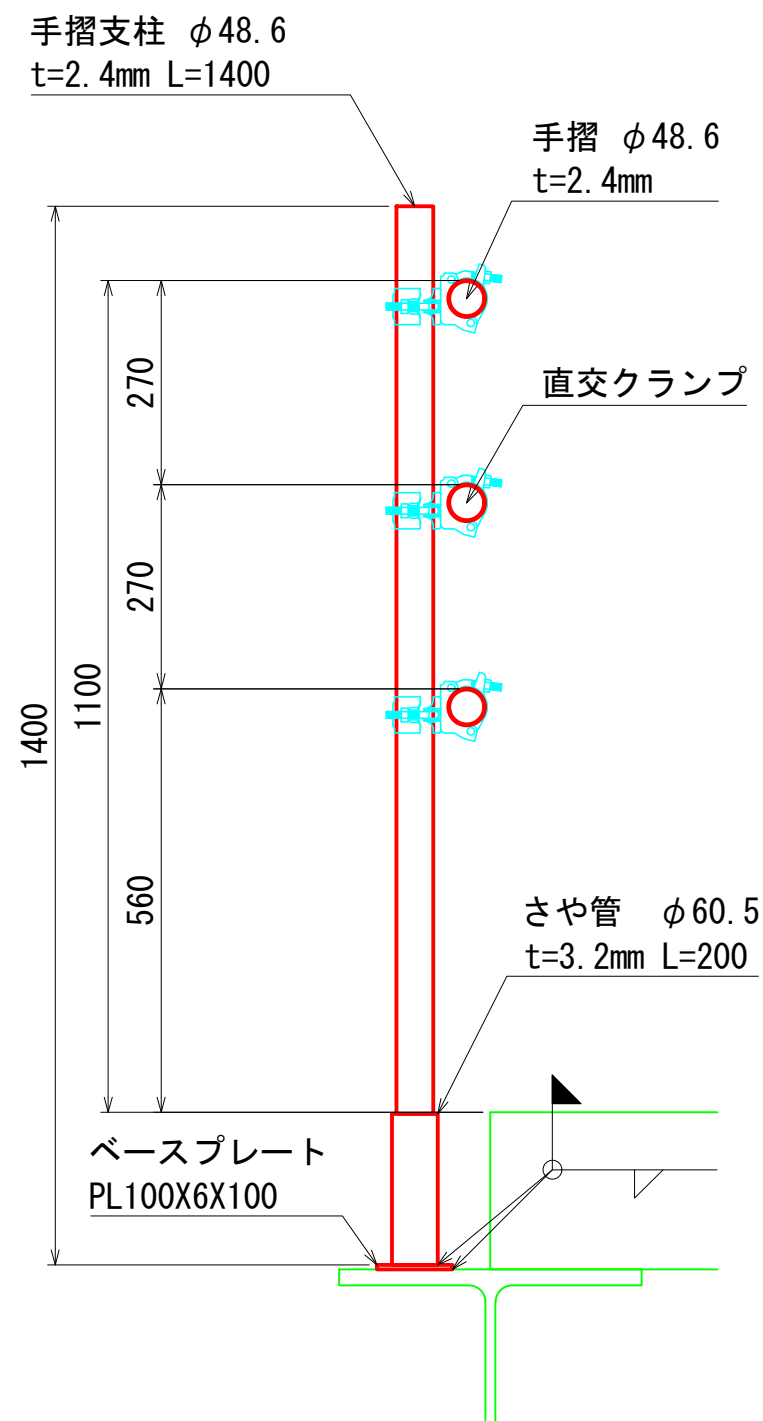 手摺支柱 φ48.6
t=2.4mm L=1400
手摺 φ48.6
t=2.4mm
270
直交クランプ
270
1100
1400
560
さや管 φ60.5
t=3.2mm L=200
ベースプレート
PL100X6X100